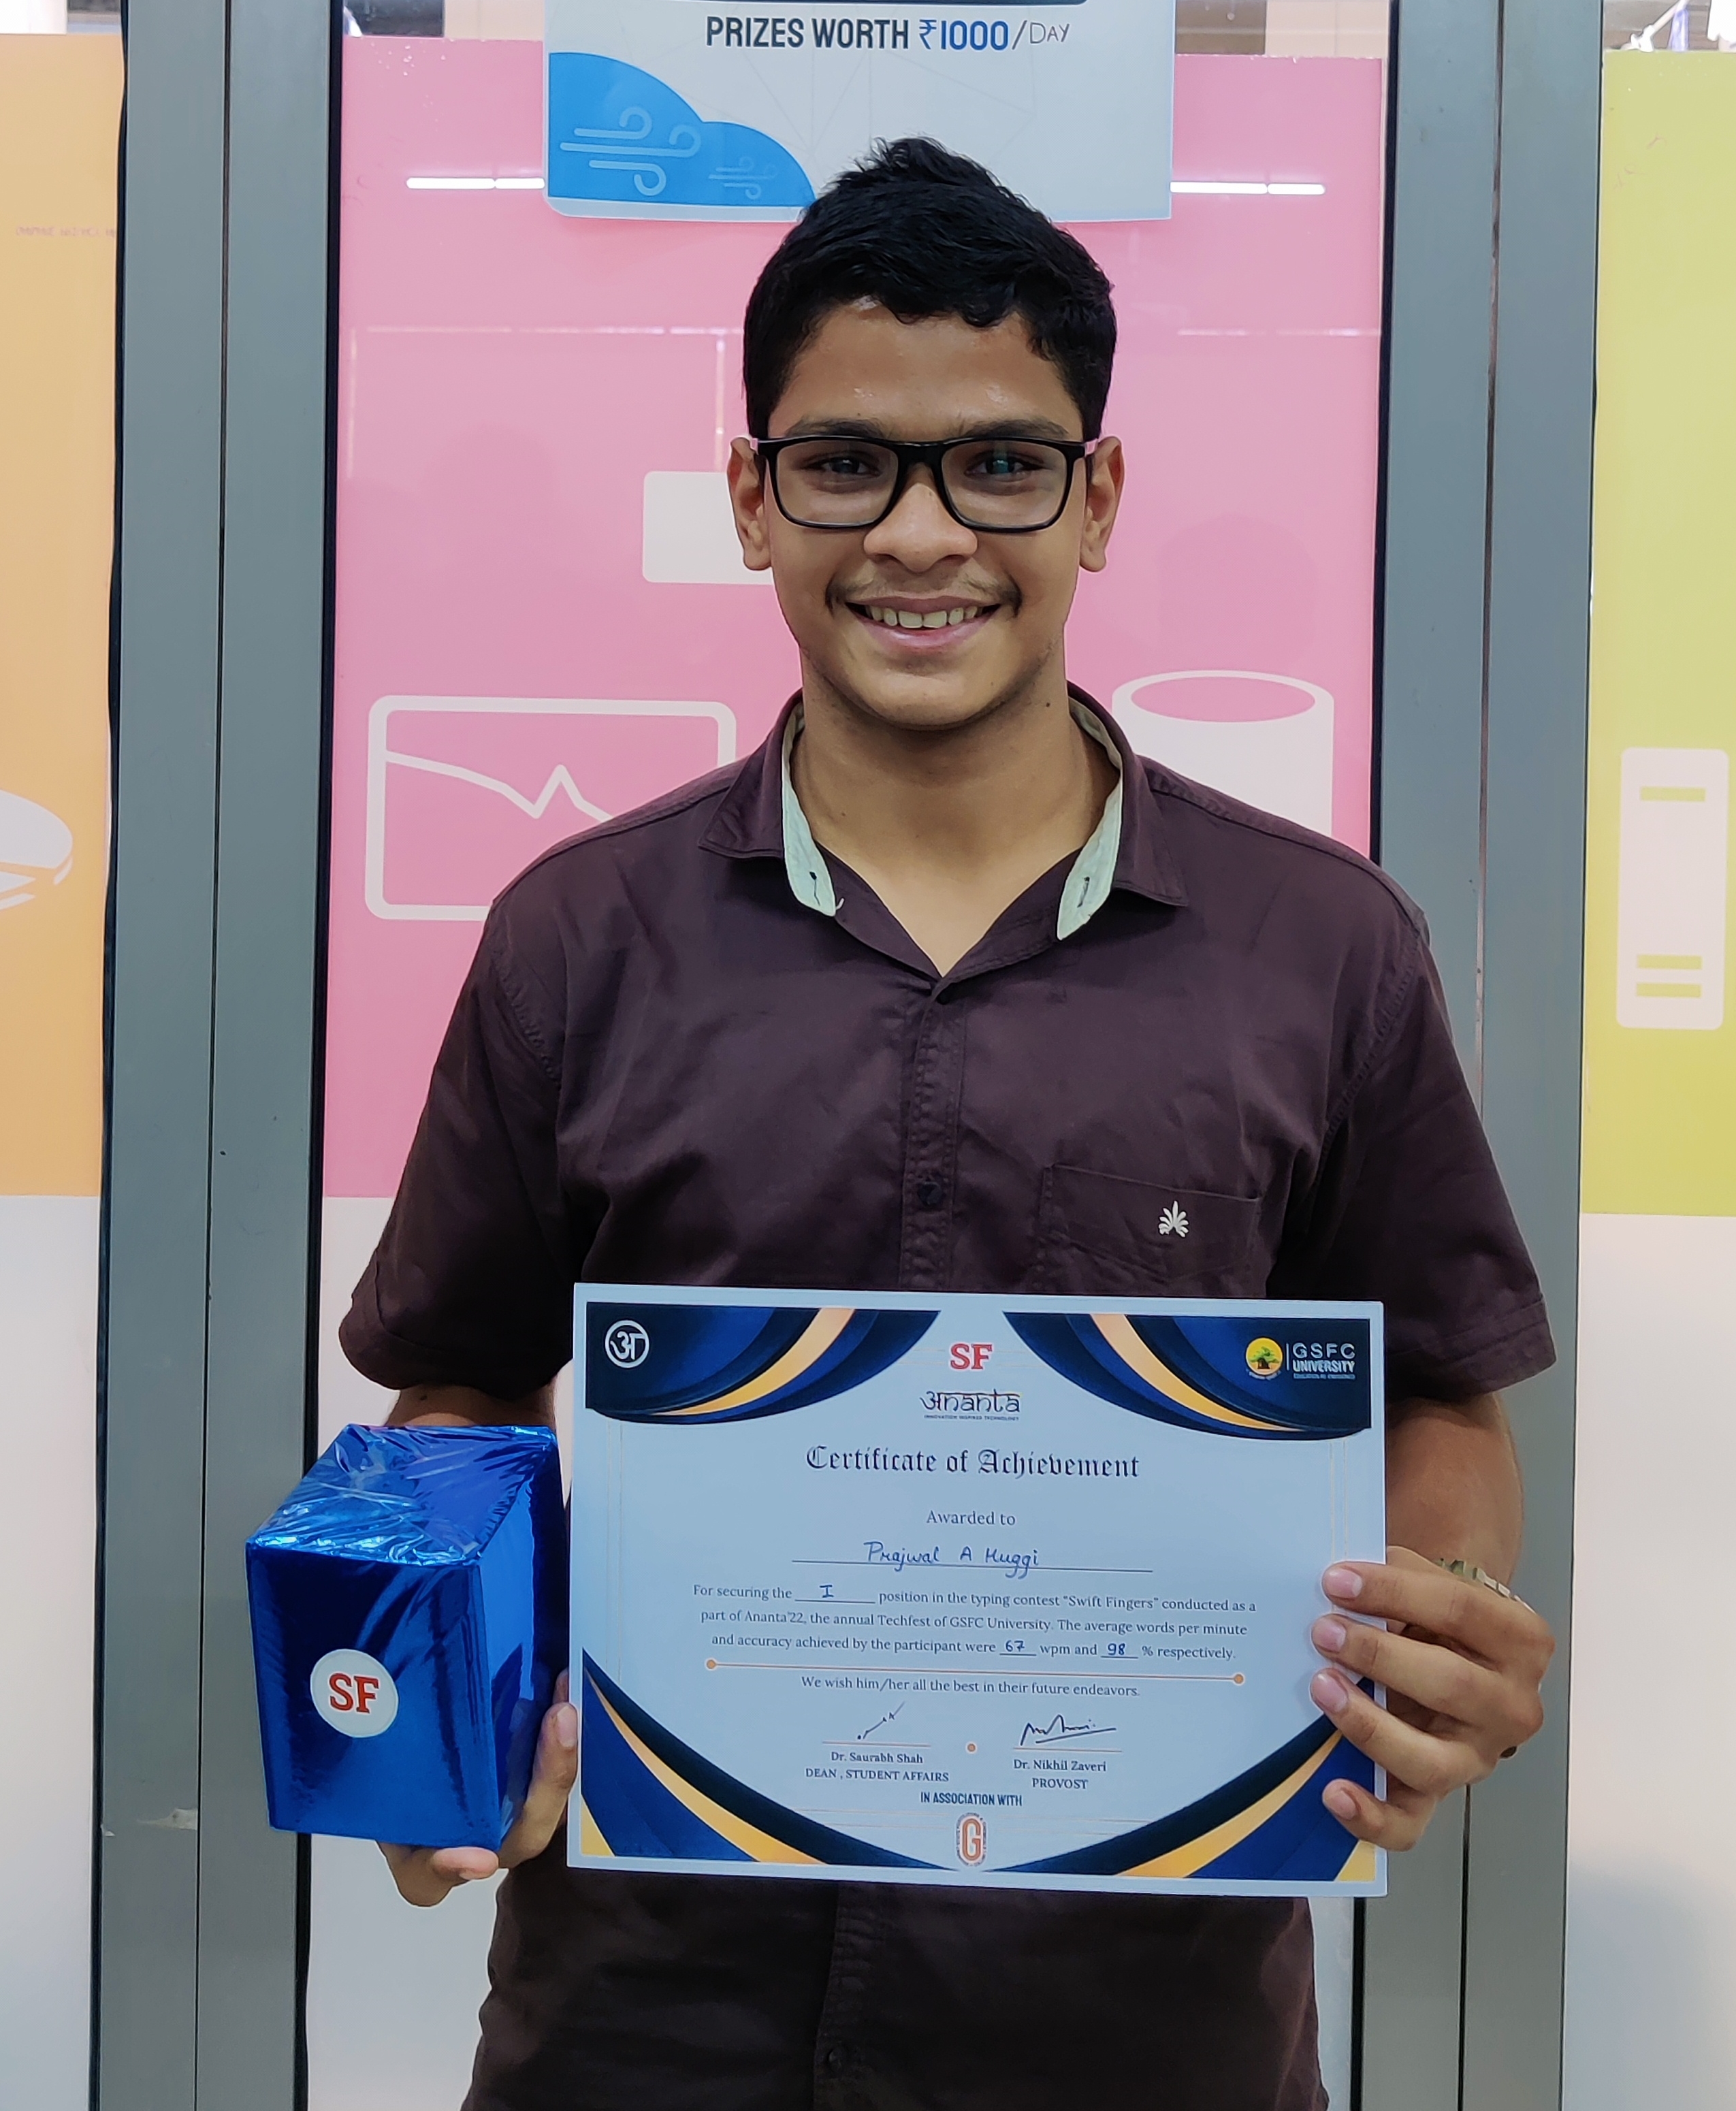 PRIZES WORTH ₹1000/DAY
अ
SF
GSFC
UNIVERSITY
अnanta
INNOVATION INSPIRES TECHNOLOGY
Certificate of Achievement
Awarded to
Prajwal A Muggi
For securing the I position in the typing contest "Swift Fingers" conducted as a
part of Ananta'22, the annual Techfest of GSFC University. The average words per minute
and accuracy achieved by the participant were 67 wpm and 98 % respectively.
We wish him/her all the best in their future endeavors.
Dr. Saurabh Shah
DEAN , STUDENT AFFAIRS
Dr. Nikhil Zaveri
PROVOST
IN ASSOCIATION WITH
G
SF